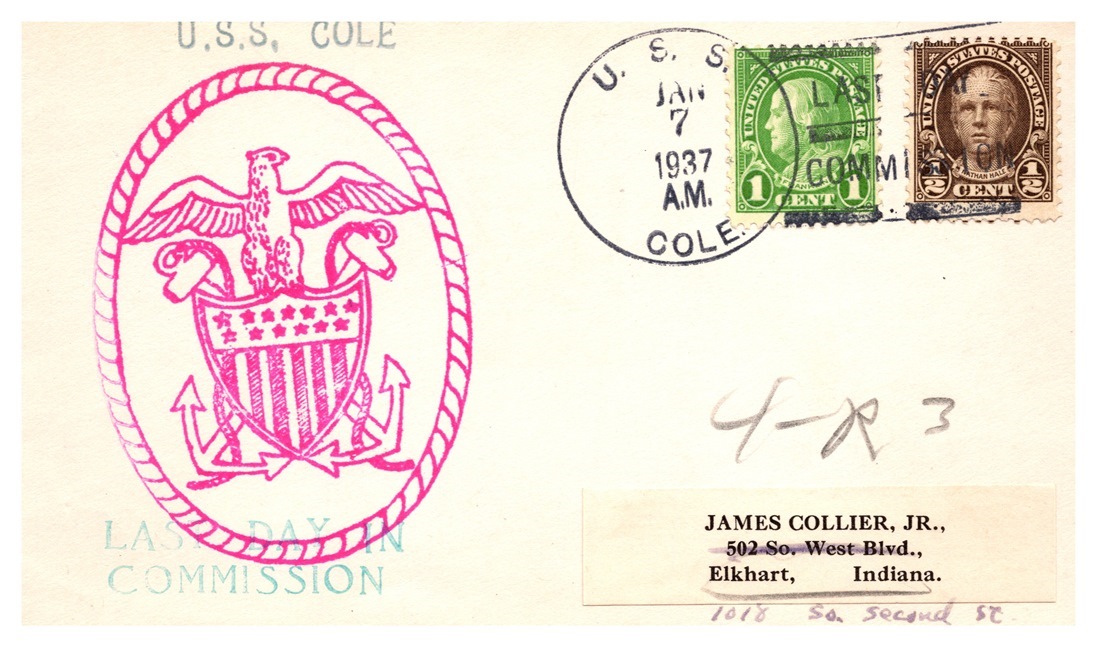 U.S.S. COLE
U. S. S.
JAN
7
1937
A.M.
COLE.
LAST DAY
COMMISSION
UNITED STATES POSTAGE
1 CENT 1
UNITED STATES POSTAGE
NATHAN HALE
1/2 CENT 1/2
4-R 3
LAST DAY IN
COMMISSION
JAMES COLLIER, JR.,
502 So. West Blvd.,
Elkhart, Indiana.
1018 So. Second St.